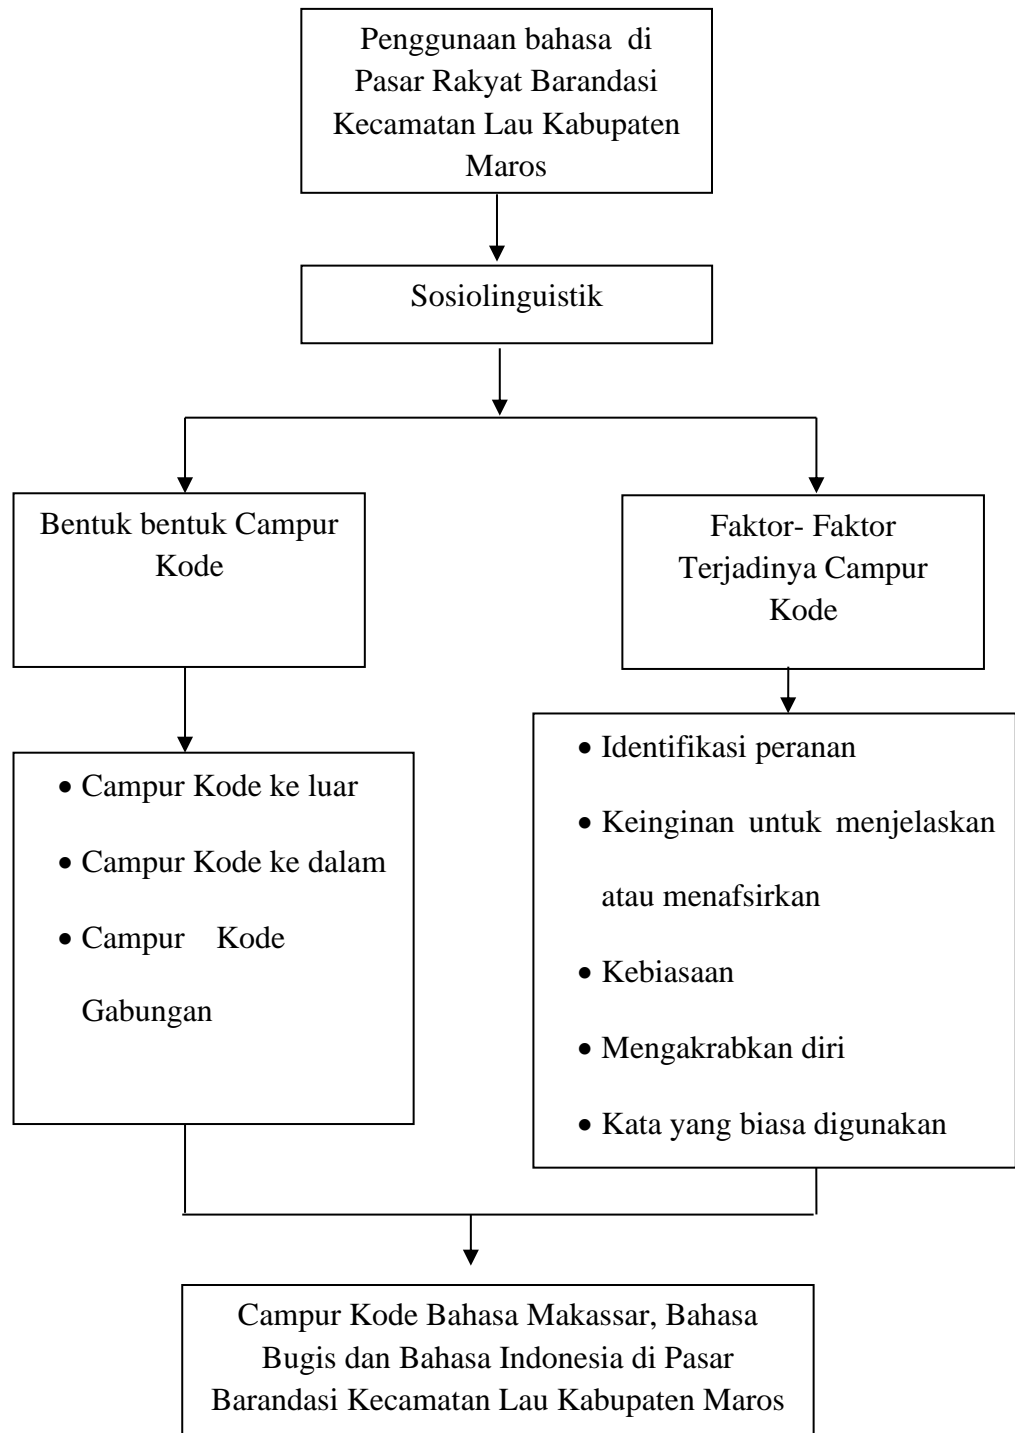 Penggunaan bahasa di
Pasar Rakyat Barandasi
Kecamatan Lau Kabupaten
Maros
Sosiolinguistik
Bentuk bentuk Campur
Kode
Faktor- Faktor
Terjadinya Campur
Kode
• Campur Kode ke luar
• Campur Kode ke dalam
• Campur Kode
Gabungan
• Identifikasi peranan
• Keinginan untuk menjelaskan
atau menafsirkan
• Kebiasaan
• Mengakrabkan diri
• Kata yang biasa digunakan
Campur Kode Bahasa Makassar, Bahasa
Bugis dan Bahasa Indonesia di Pasar
Barandasi Kecamatan Lau Kabupaten Maros